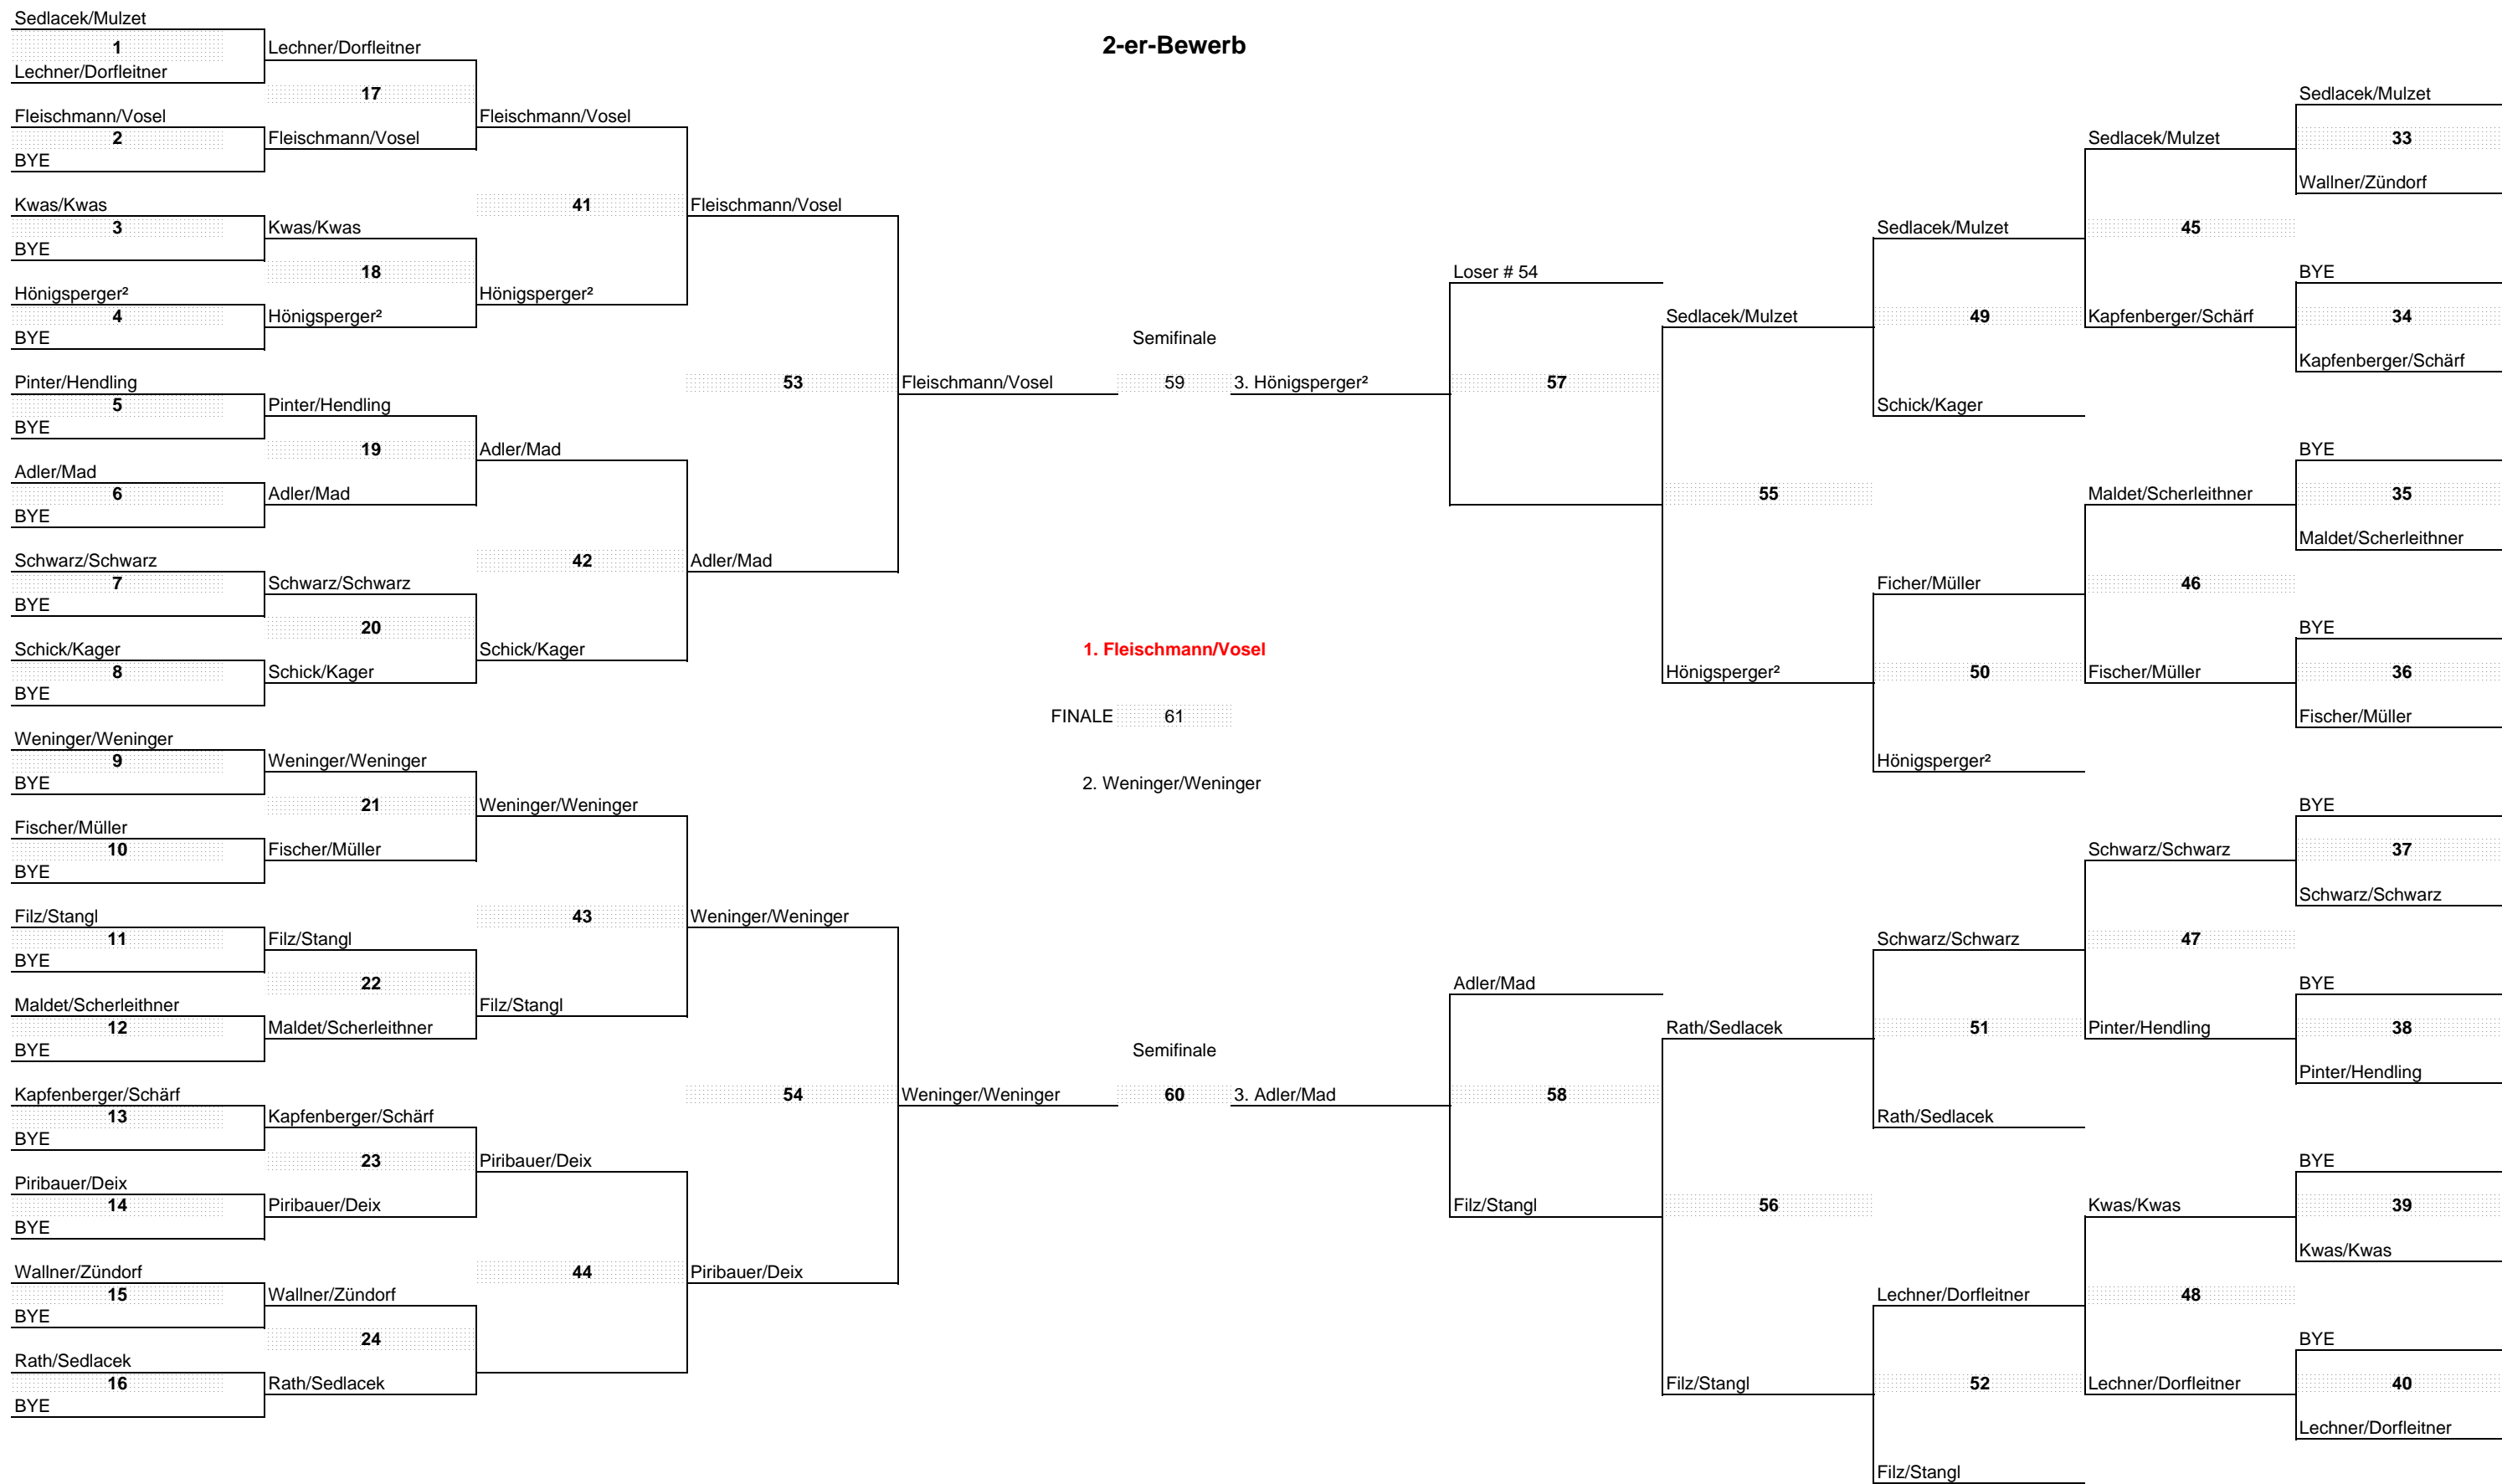 2-er-Bewerb
Sedlacek/Mulzet
1
Lechner/Dorfleitner
Fleischmann/Vosel
2
BYE
Kwas/Kwas
3
BYE
Hönigsperger²
4
BYE
Pinter/Hendling
5
BYE
Adler/Mad
6
BYE
Schwarz/Schwarz
7
BYE
Schick/Kager
8
BYE
Weninger/Weninger
9
BYE
Fischer/Müller
10
BYE
Filz/Stangl
11
BYE
Maldet/Scherleithner
12
BYE
Kapfenberger/Schärf
13
BYE
Piribauer/Deix
14
BYE
Wallner/Zündorf
15
BYE
Rath/Sedlacek
16
BYE
Lechner/Dorfleitner
17
Fleischmann/Vosel
Kwas/Kwas
18
Hönigsperger²
Pinter/Hendling
19
Adler/Mad
Schwarz/Schwarz
20
Schick/Kager
Weninger/Weninger
21
Fischer/Müller
Filz/Stangl
22
Maldet/Scherleithner
Kapfenberger/Schärf
23
Piribauer/Deix
Wallner/Zündorf
24
Rath/Sedlacek
Fleischmann/Vosel
41
Hönigsperger²
Adler/Mad
42
Schick/Kager
Weninger/Weninger
43
Filz/Stangl
Piribauer/Deix
44
Fleischmann/Vosel
53
Adler/Mad
Weninger/Weninger
54
Piribauer/Deix
Fleischmann/Vosel
Weninger/Weninger
Semifinale
59
3. Hönigsperger²
1. Fleischmann/Vosel
FINALE 61
2. Weninger/Weninger
Semifinale
60
3. Adler/Mad
Loser # 54
57
Adler/Mad
58
Filz/Stangl
Sedlacek/Mulzet
55
Hönigsperger²
Rath/Sedlacek
56
Filz/Stangl
Sedlacek/Mulzet
49
Schick/Kager
Ficher/Müller
50
Hönigsperger²
Schwarz/Schwarz
51
Rath/Sedlacek
Lechner/Dorfleitner
52
Filz/Stangl
Sedlacek/Mulzet
45
Kapfenberger/Schärf
Maldet/Scherleithner
46
Fischer/Müller
Schwarz/Schwarz
47
Pinter/Hendling
Kwas/Kwas
48
Lechner/Dorfleitner
Sedlacek/Mulzet
33
Wallner/Zündorf
BYE
34
Kapfenberger/Schärf
BYE
35
Maldet/Scherleithner
BYE
36
Fischer/Müller
BYE
37
Schwarz/Schwarz
BYE
38
Pinter/Hendling
BYE
39
Kwas/Kwas
BYE
40
Lechner/Dorfleitner